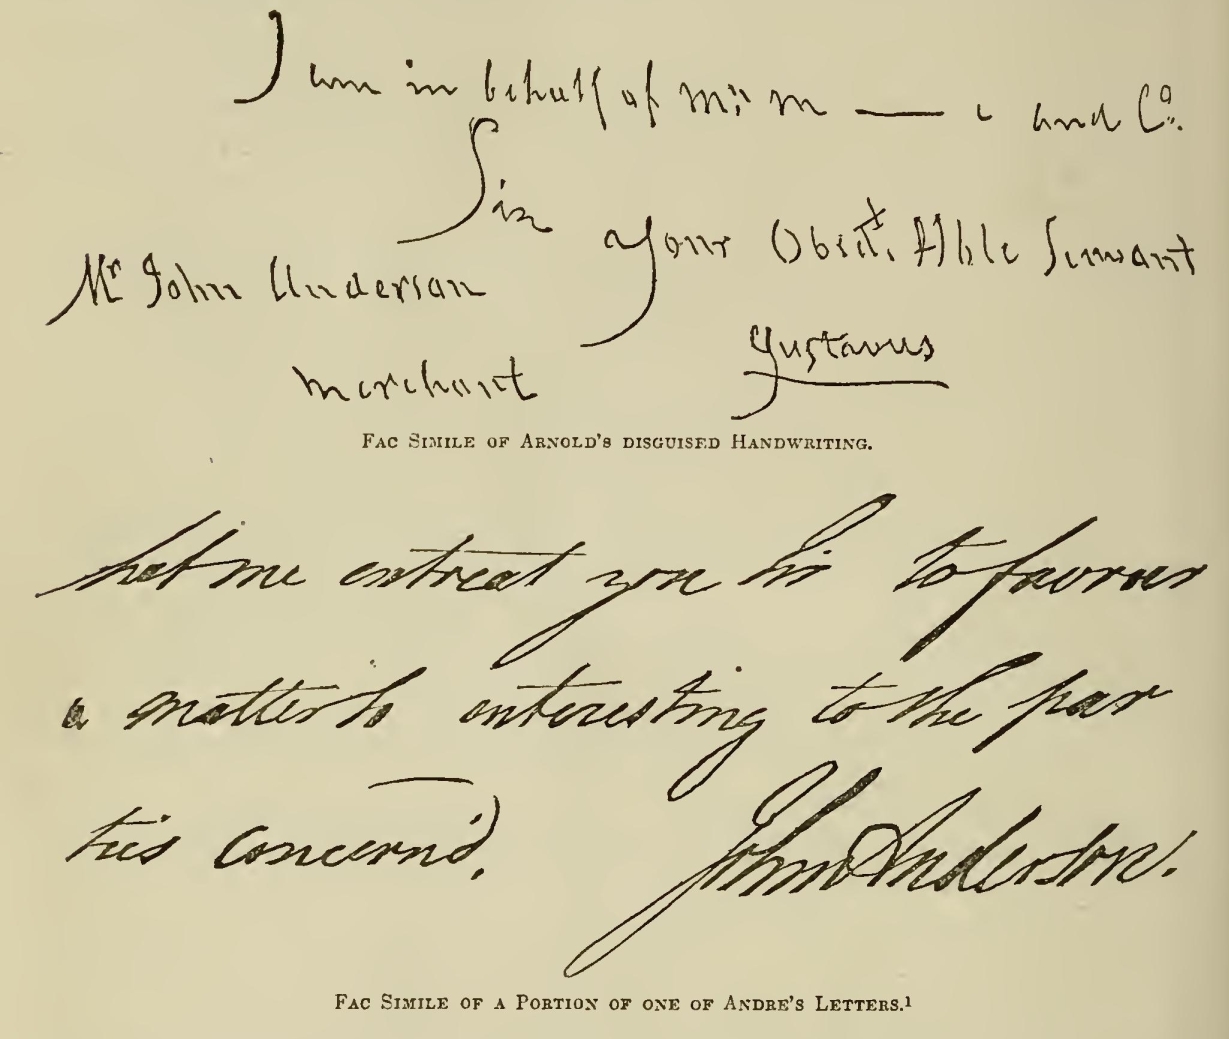 I am in behalf of Mr. M — e and Co.
Sir
your Obedt. Hble Servant
Mr John Anderson
Gustavus
merchant
FAC SIMILE OF ARNOLD'S DISGUISED HANDWRITING.
Let me entreat you Sir to favour
a matter so interesting to the par
ties concern'd.
John Anderson.
FAC SIMILE OF A PORTION OF ONE OF ANDRE'S LETTERS.¹